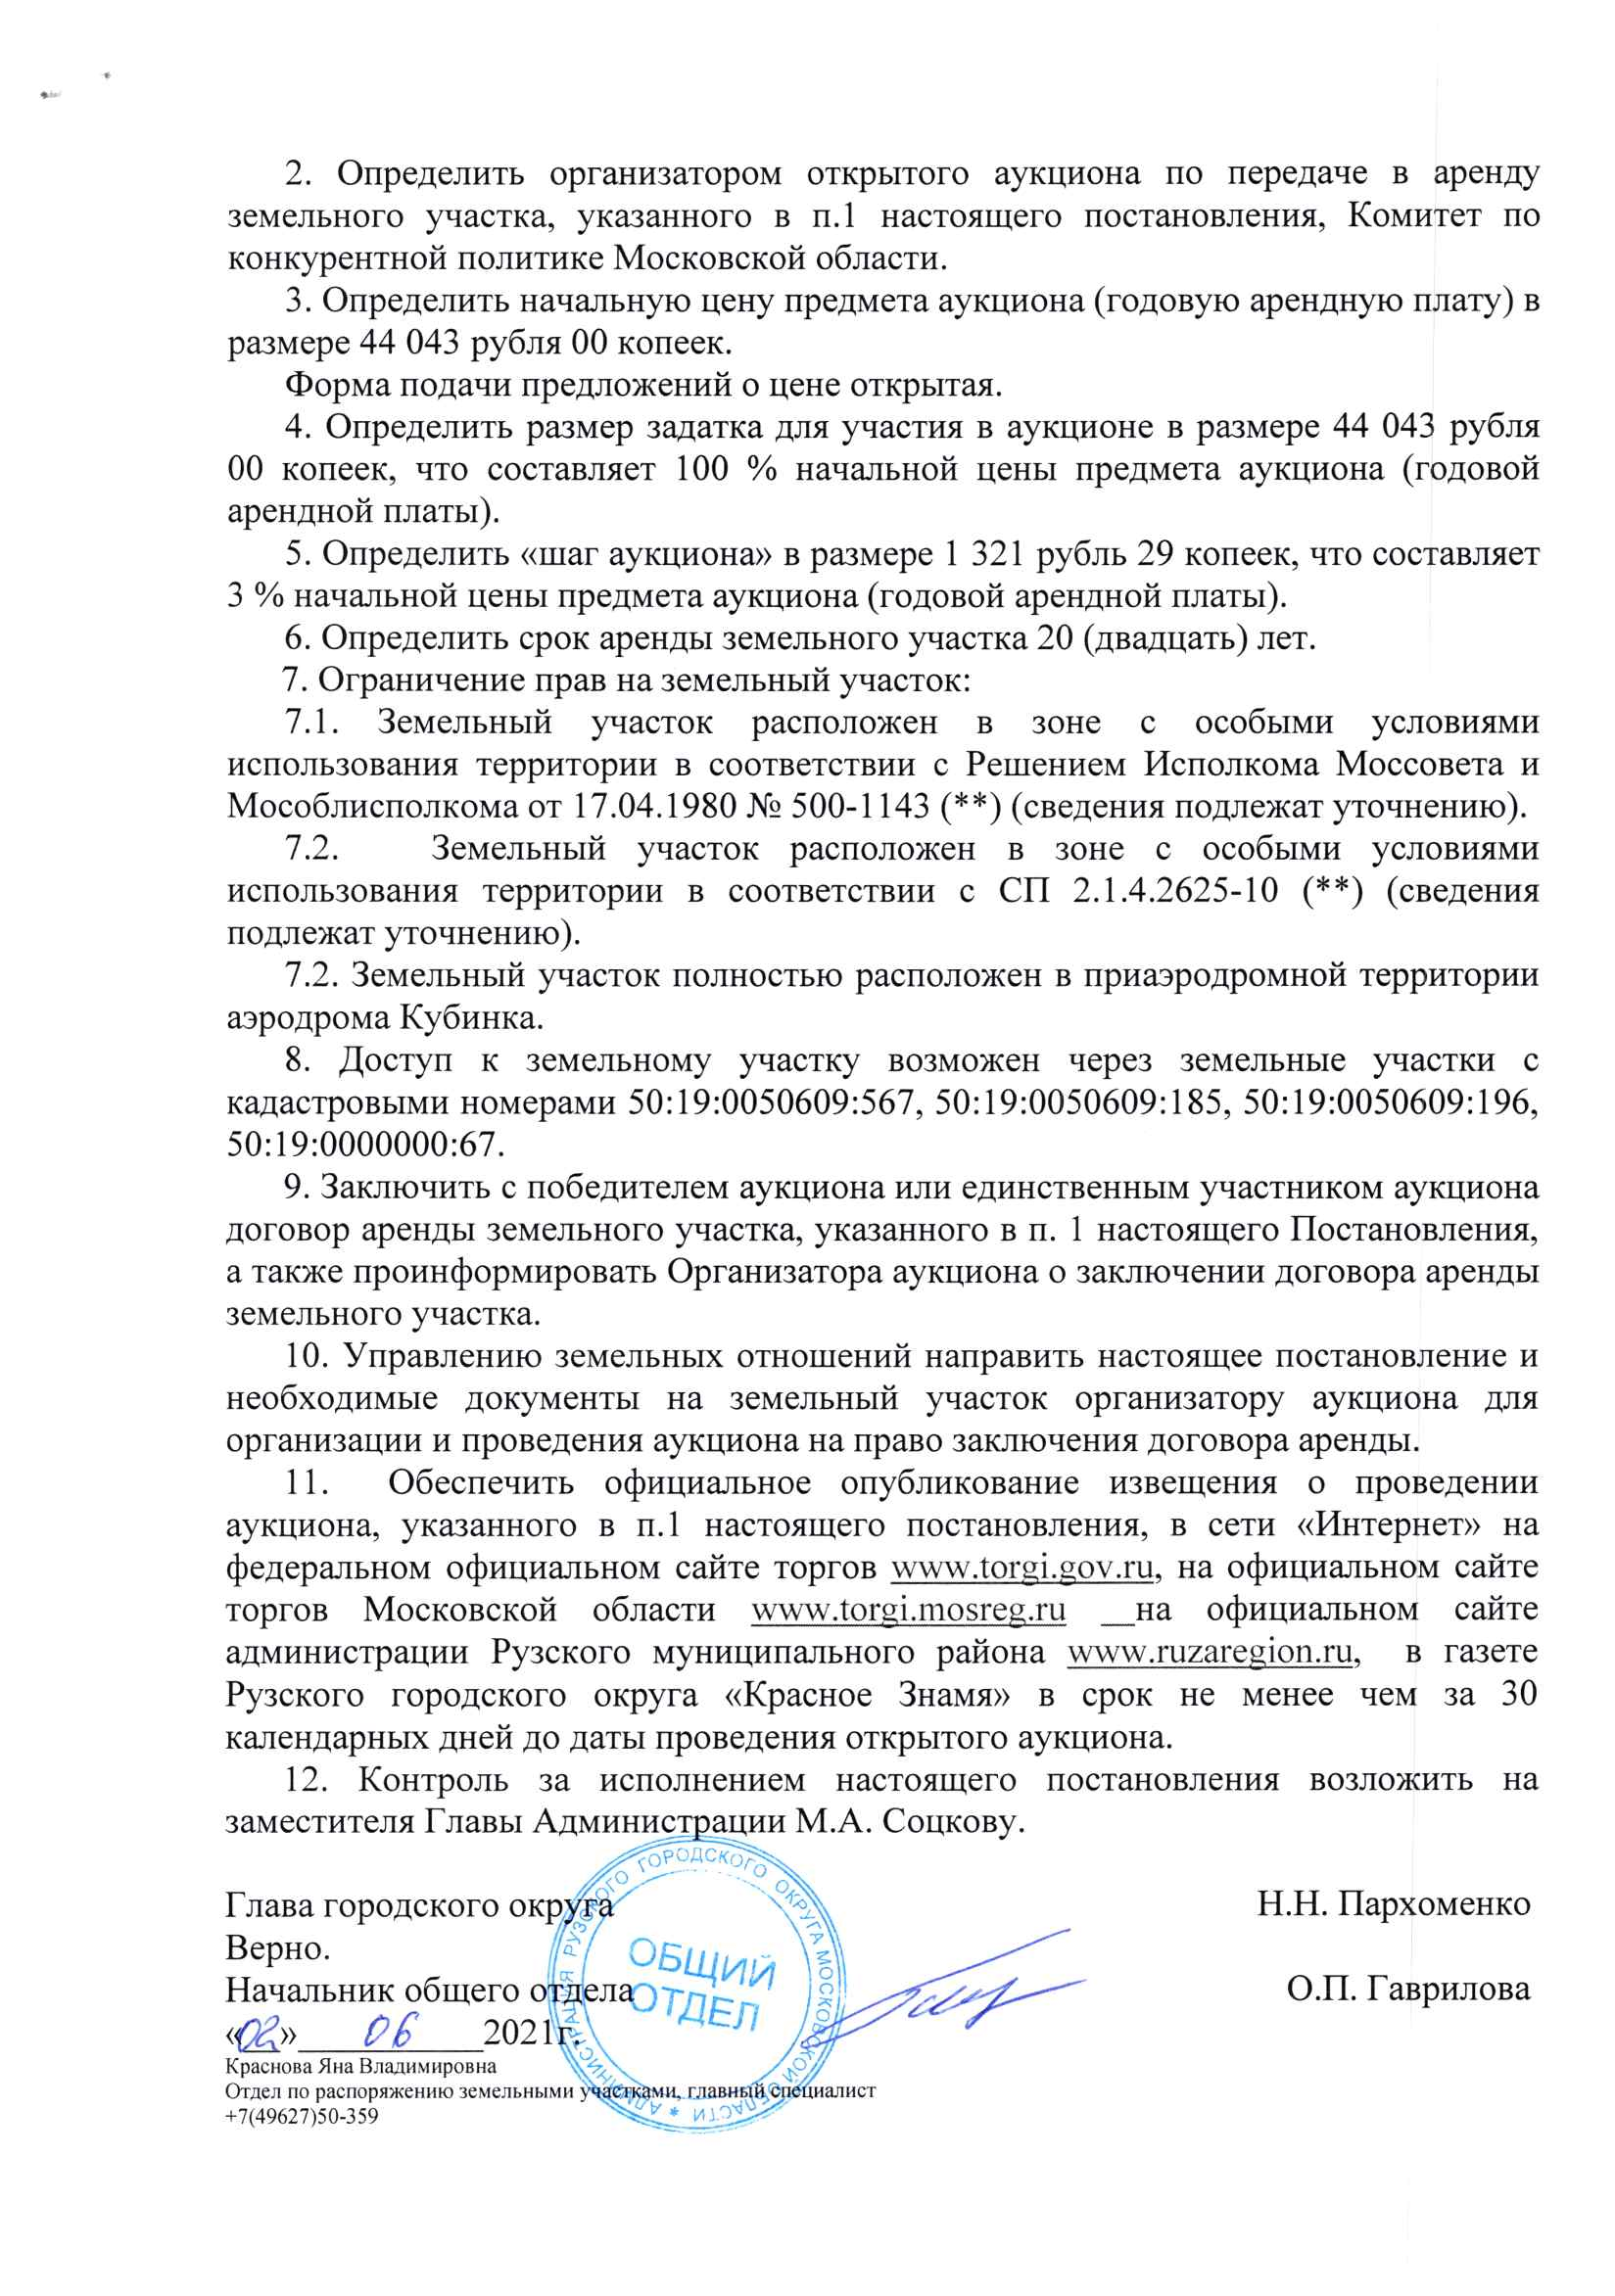 2. Определить организатором открытого аукциона по передаче в аренду
земельного участка, указанного в п.1 настоящего постановления, Комитет по
конкурентной политике Московской области.
3. Определить начальную цену предмета аукциона (годовую арендную плату) в
размере 44 043 рубля 00 копеек.
Форма подачи предложений о цене открытая.
4. Определить размер задатка для участия в аукционе в размере 44 043 рубля
00 копеек, что составляет 100 % начальной цены предмета аукциона (годовой
арендной платы).
5. Определить «шаг аукциона» в размере 1 321 рубль 29 копеек, что составляет
3 % начальной цены предмета аукциона (годовой арендной платы).
6. Определить срок аренды земельного участка 20 (двадцать) лет.
7. Ограничение прав на земельный участок:
7.1. Земельный участок расположен в зоне с особыми условиями
использования территории в соответствии с Решением Исполкома Моссовета и
Мособлисполкома от 17.04.1980 № 500-1143 (**) (сведения подлежат уточнению).
7.2. Земельный участок расположен в зоне с особыми условиями
использования территории в соответствии с СП 2.1.4.2625-10 (**) (сведения
подлежат уточнению).
7.2. Земельный участок полностью расположен в приаэродромной территории
аэродрома Кубинка.
8. Доступ к земельному участку возможен через земельные участки с
кадастровыми номерами 50:19:0050609:567, 50:19:0050609:185, 50:19:0050609:196,
50:19:0000000:67.
9. Заключить с победителем аукциона или единственным участником аукциона
договор аренды земельного участка, указанного в п. 1 настоящего Постановления,
а также проинформировать Организатора аукциона о заключении договора аренды
земельного участка.
10. Управлению земельных отношений направить настоящее постановление и
необходимые документы на земельный участок организатору аукциона для
организации и проведения аукциона на право заключения договора аренды.
11. Обеспечить официальное опубликование извещения о проведении
аукциона, указанного в п.1 настоящего постановления, в сети «Интернет» на
федеральном официальном сайте торгов www.torgi.gov.ru, на официальном сайте
торгов Московской области www.torgi.mosreg.ru __на официальном сайте
администрации Рузского муниципального района www.ruzaregion.ru, в газете
Рузского городского округа «Красное Знамя» в срок не менее чем за 30
календарных дней до даты проведения открытого аукциона.
12. Контроль за исполнением настоящего постановления возложить на
заместителя Главы Администрации М.А. Соцкову.
Глава городского округа Н.Н. Пархоменко
Верно.
Начальник общего отдела О.П. Гаврилова
«02» 06 2021г.
Краснова Яна Владимировна
Отдел по распоряжению земельными участками, главный специалист
+7(49627)50-359
АДМИНИСТРАЦИЯ РУЗСКОГО ГОРОДСКОГО ОКРУГА МОСКОВСКОЙ ОБЛАСТИ *
ОБЩИЙ
ОТДЕЛ